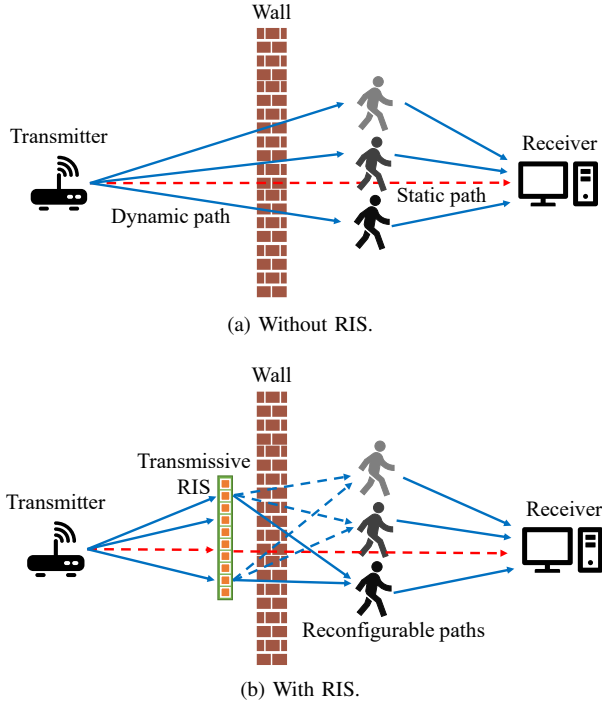 Wall
Transmitter
Receiver
Static path
Dynamic path
(a) Without RIS.
Wall
Transmissive
RIS
Transmitter
Receiver
Reconfigurable paths
(b) With RIS.